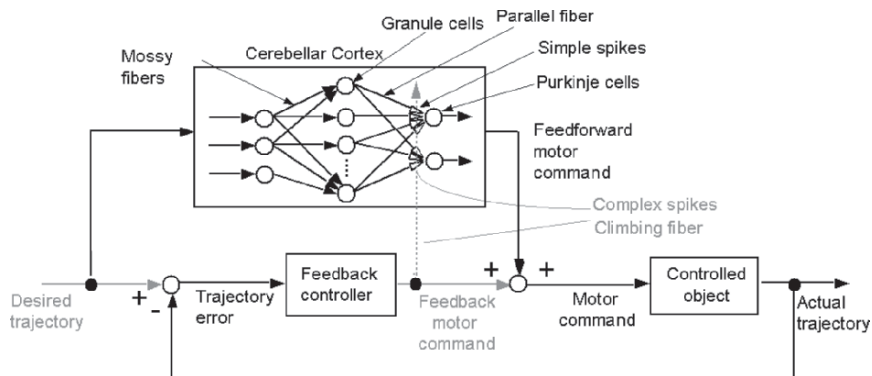 Granule cells
Parallel fiber
Mossy
fibers
Cerebellar Cortex
Simple spikes
Purkinje cells
Feedforward
motor
command
Complex spikes
Climbing fiber
Desired
trajectory
+
-
Trajectory
error
Feedback
controller
Feedback
motor
command
+
+
Motor
command
Controlled
object
Actual
trajectory